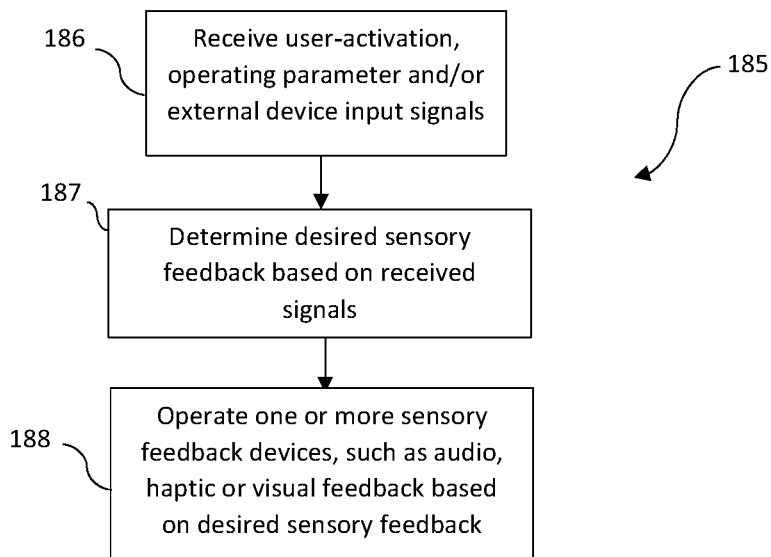 186
Receive user-activation,
operating parameter and/or
external device input signals
185
187
Determine desired sensory
feedback based on received
signals
188
Operate one or more sensory
feedback devices, such as audio,
haptic or visual feedback based
on desired sensory feedback